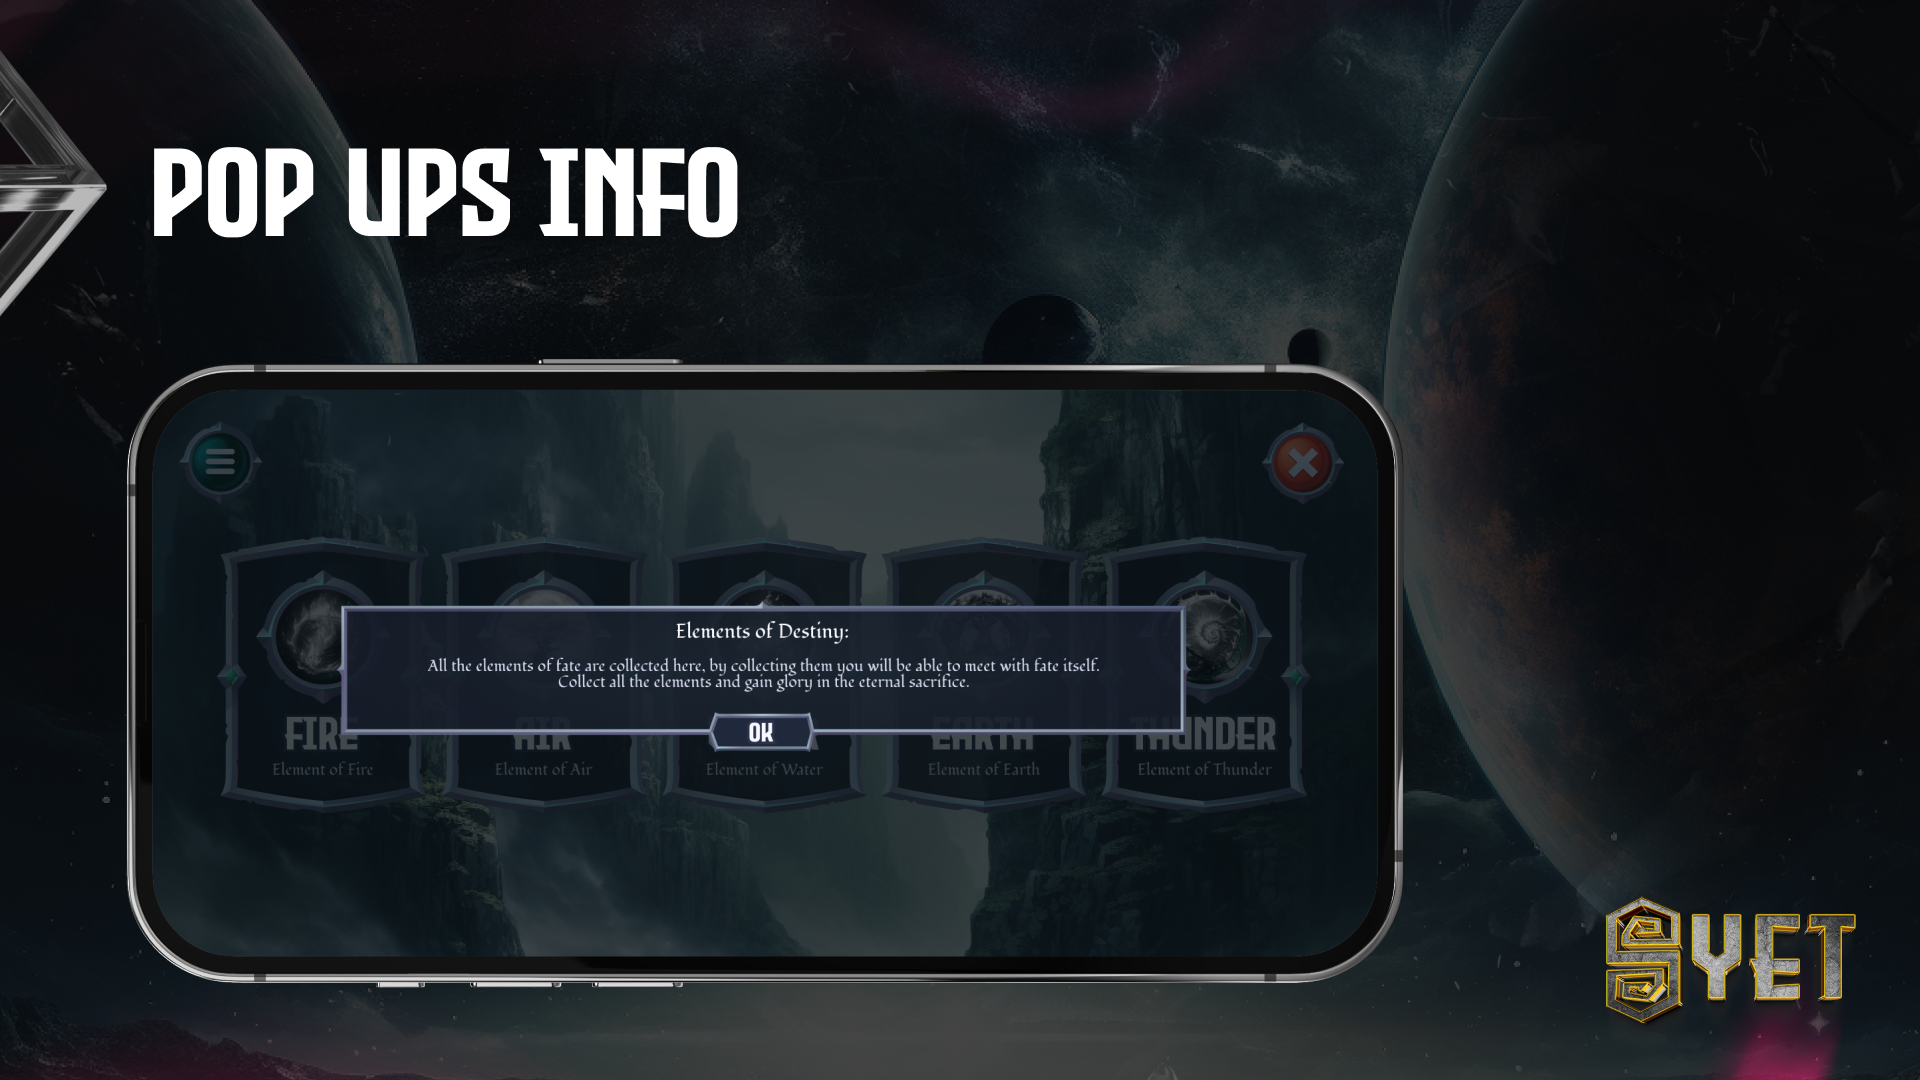 POP UPS INFO
Elements of Destiny:
All the elements of fate are collected here, by collecting them you will be able to meet with fate itself.
Collect all the elements and gain glory in the eternal sacrifice.
OK
FIRE
AIR
EARTH
THUNDER
Element of Fire
Element of Air
Element of Water
Element of Earth
Element of Thunder
SYET